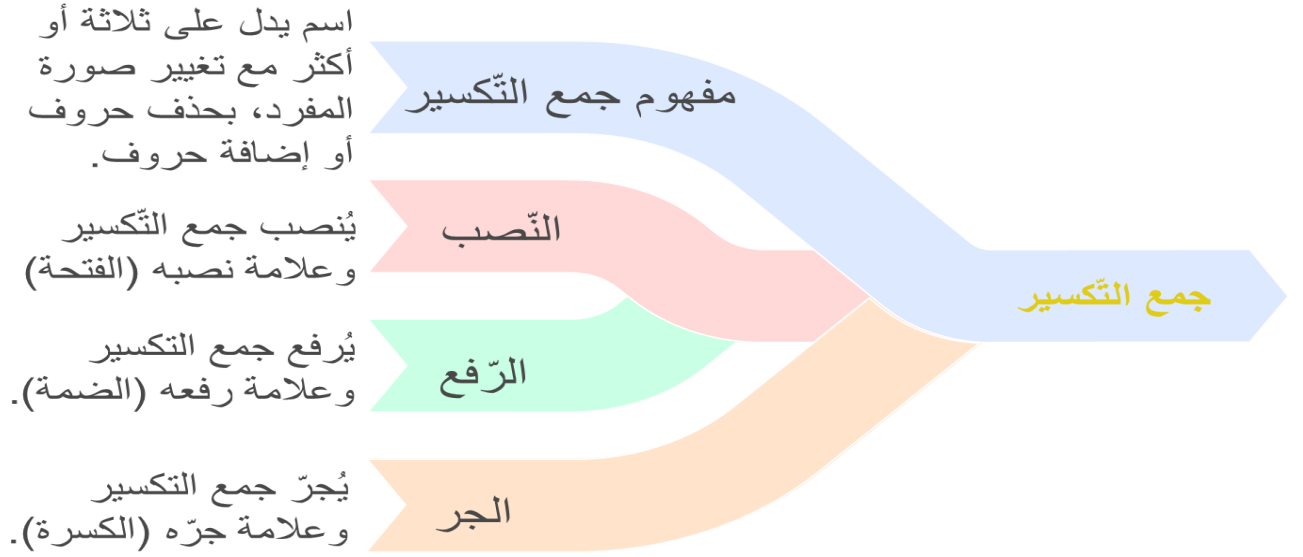 جمع التّكسير
مفهوم جمع التّكسير
اسم يدل على ثلاثة أو
أكثر مع تغيير صورة
المفرد، بحذف حروف
أو إضافة حروف.
النّصب
يُنصب جمع التّكسير
وعلامة نصبه (الفتحة)
الرّفع
يُرفع جمع التكسير
وعلامة رفعه (الضمة).
الجر
يُجرّ جمع التكسير
وعلامة جرّه (الكسرة).